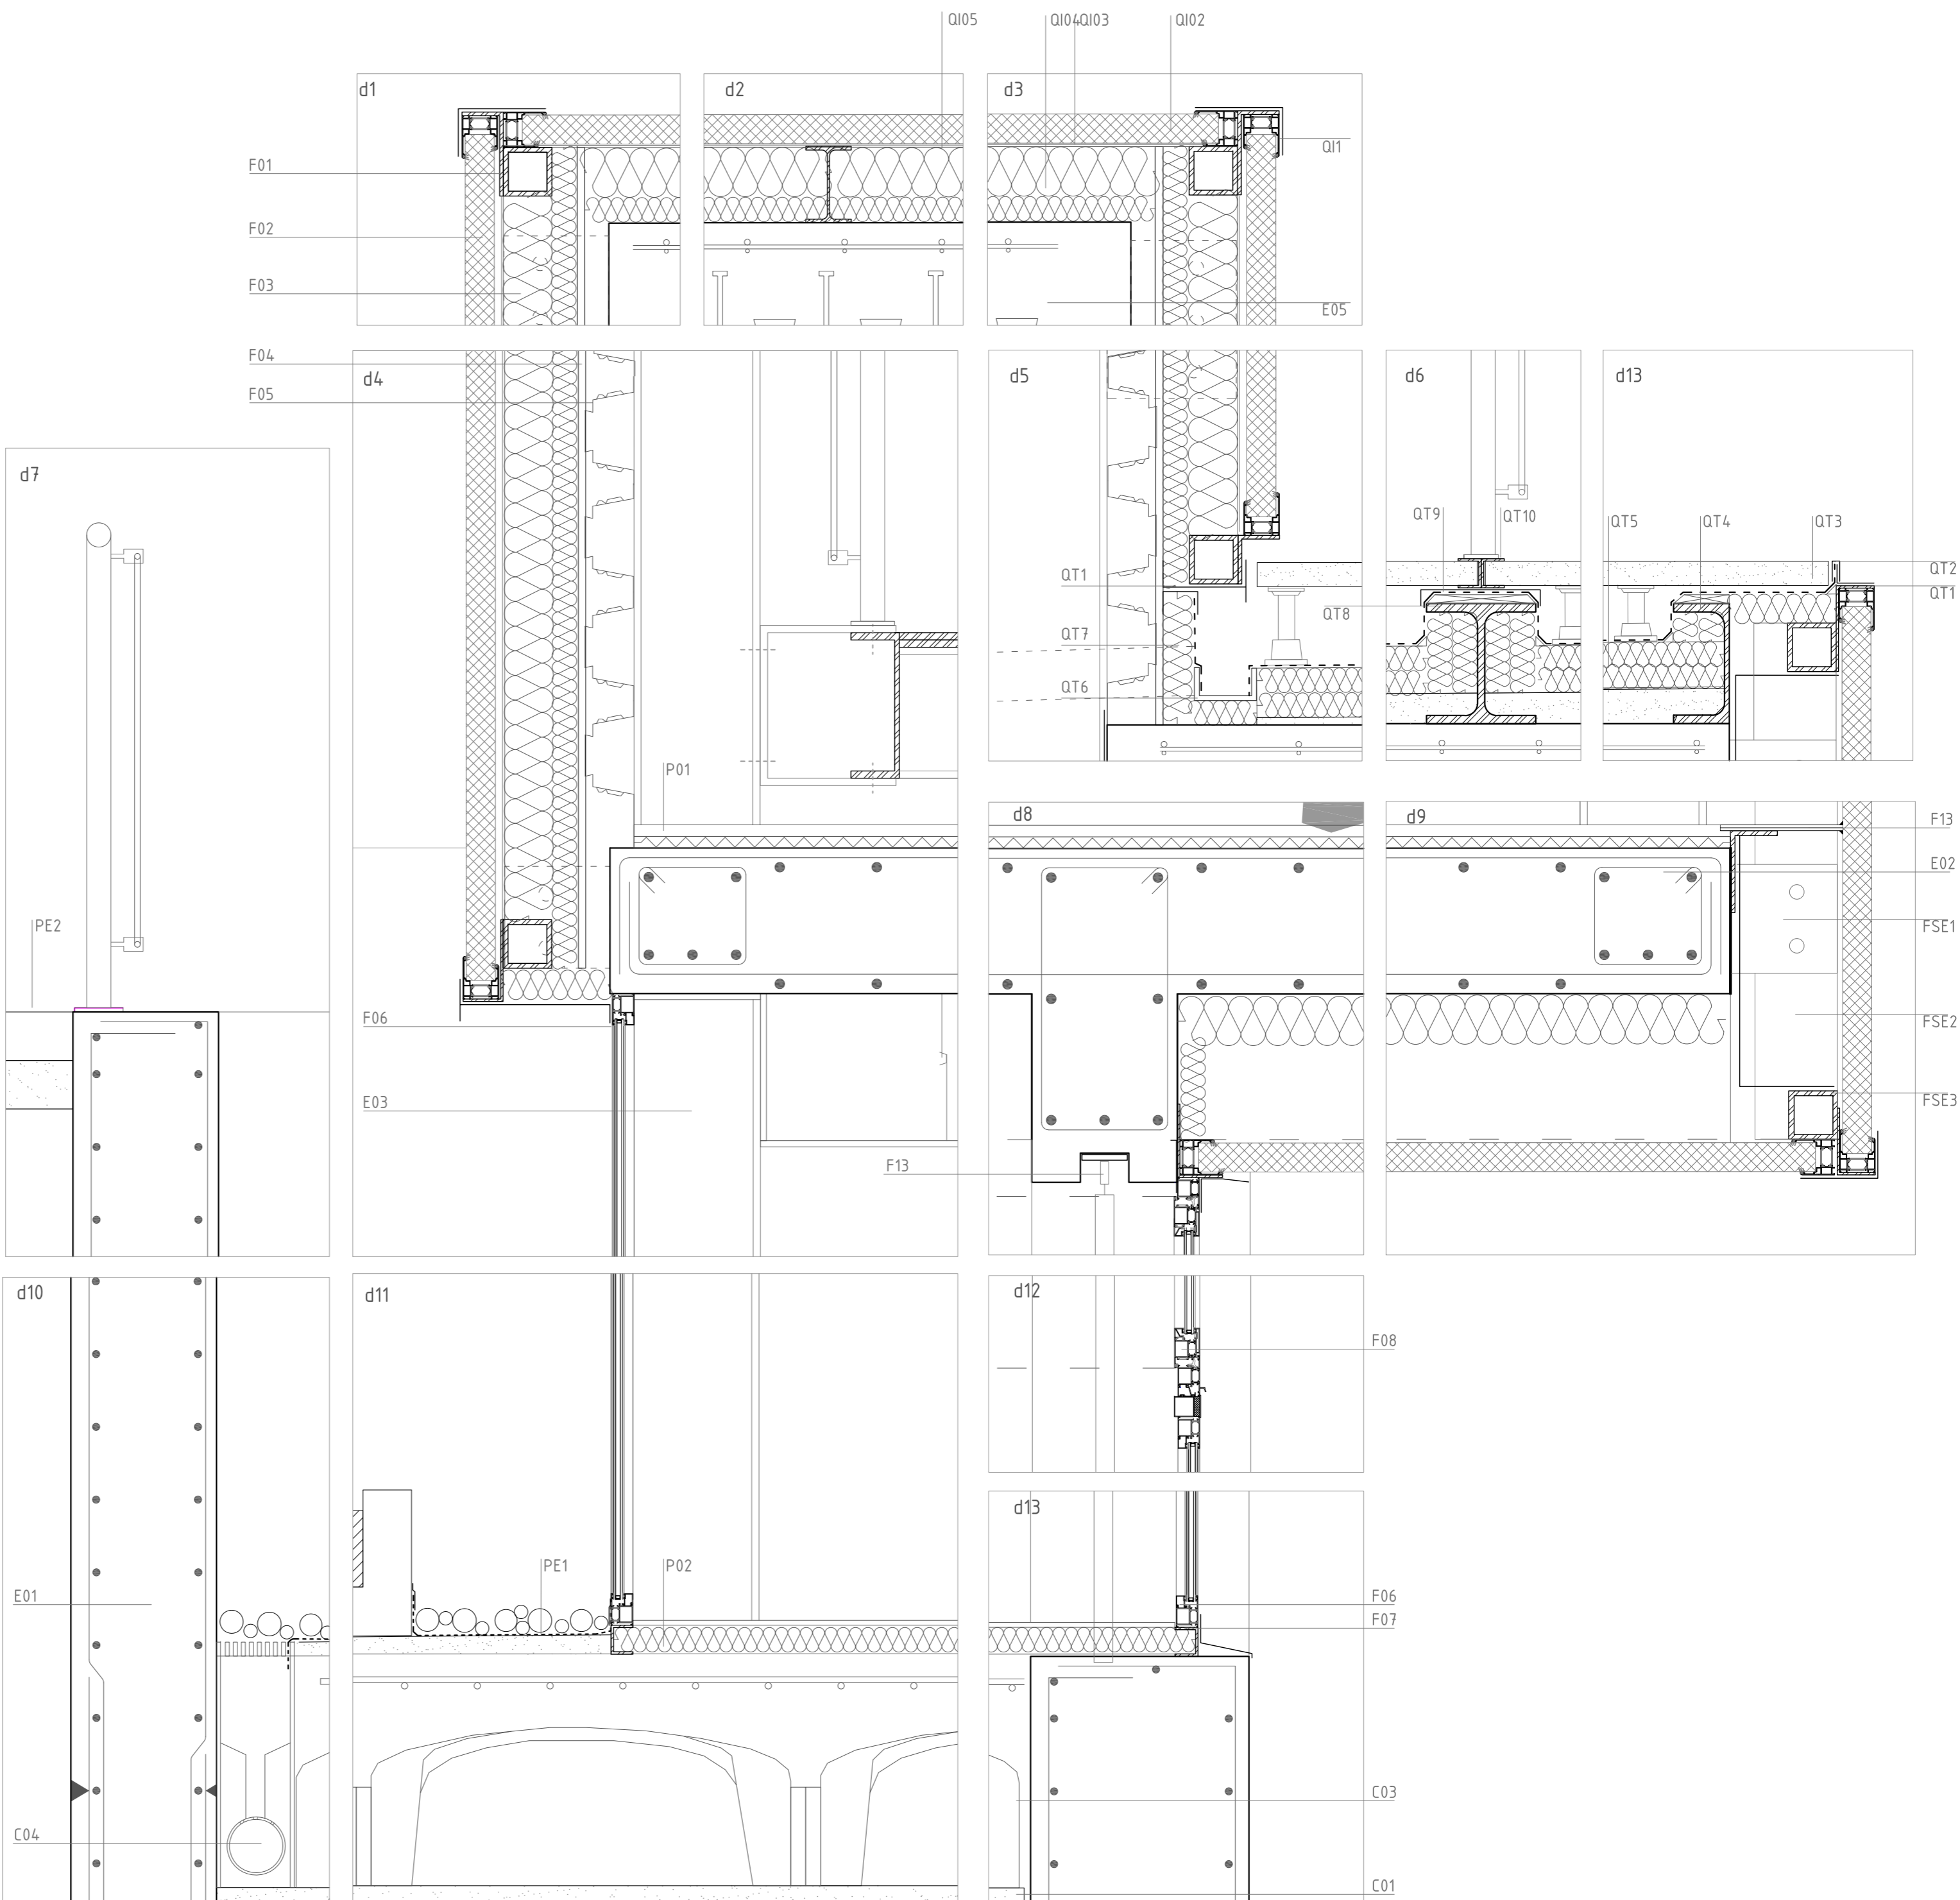 QI05 QI04 QI03 QI02
d1 d2 d3
QI1
F01
F02
F03
E05
F04
d4 d5 d6 d13
F05
d7
QT9 QT10 QT5 QT4 QT3
QT1 QT2
QT8 QT1
QT7
QT6
P01
d8 d9
F13
E02
PE2 FSE1
F06 FSE2
E03 FSE3
F13
d10 d11 d12
F08
d13
PE1 P02
E01 F06
F07
C03
C04
C01